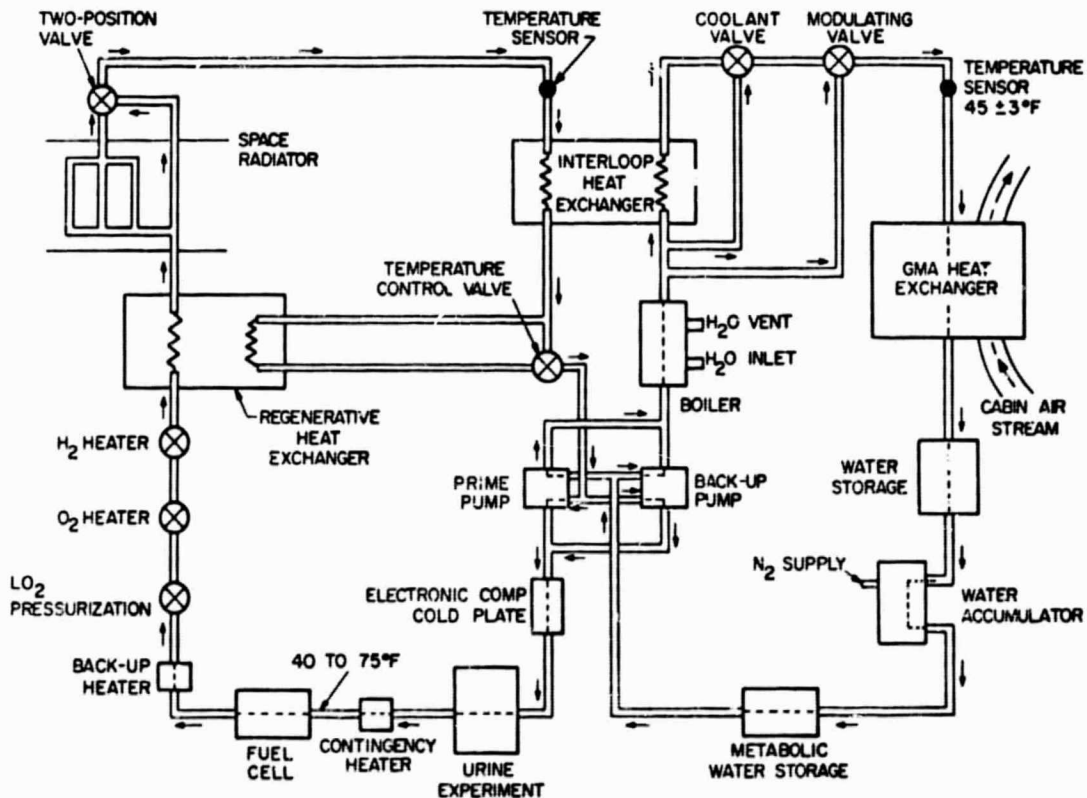 TWO-POSITION
VALVE
TEMPERATURE
SENSOR
COOLANT
VALVE
MODULATING
VALVE
TEMPERATURE
SENSOR
45 ±3°F
SPACE
RADIATOR
INTERLOOP
HEAT
EXCHANGER
TEMPERATURE
CONTROL VALVE
GMA HEAT
EXCHANGER
H2O VENT
H2O INLET
BOILER
CABIN AIR
STREAM
REGENERATIVE
HEAT
EXCHANGER
H2 HEATER
PRIME
PUMP
BACK-UP
PUMP
WATER
STORAGE
O2 HEATER
N2 SUPPLY
LO2
PRESSURIZATION
ELECTRONIC COMP
COLD PLATE
WATER
ACCUMULATOR
BACK-UP
HEATER
40 TO 75°F
FUEL
CELL
CONTINGENCY
HEATER
URINE
EXPERIMENT
METABOLIC
WATER STORAGE